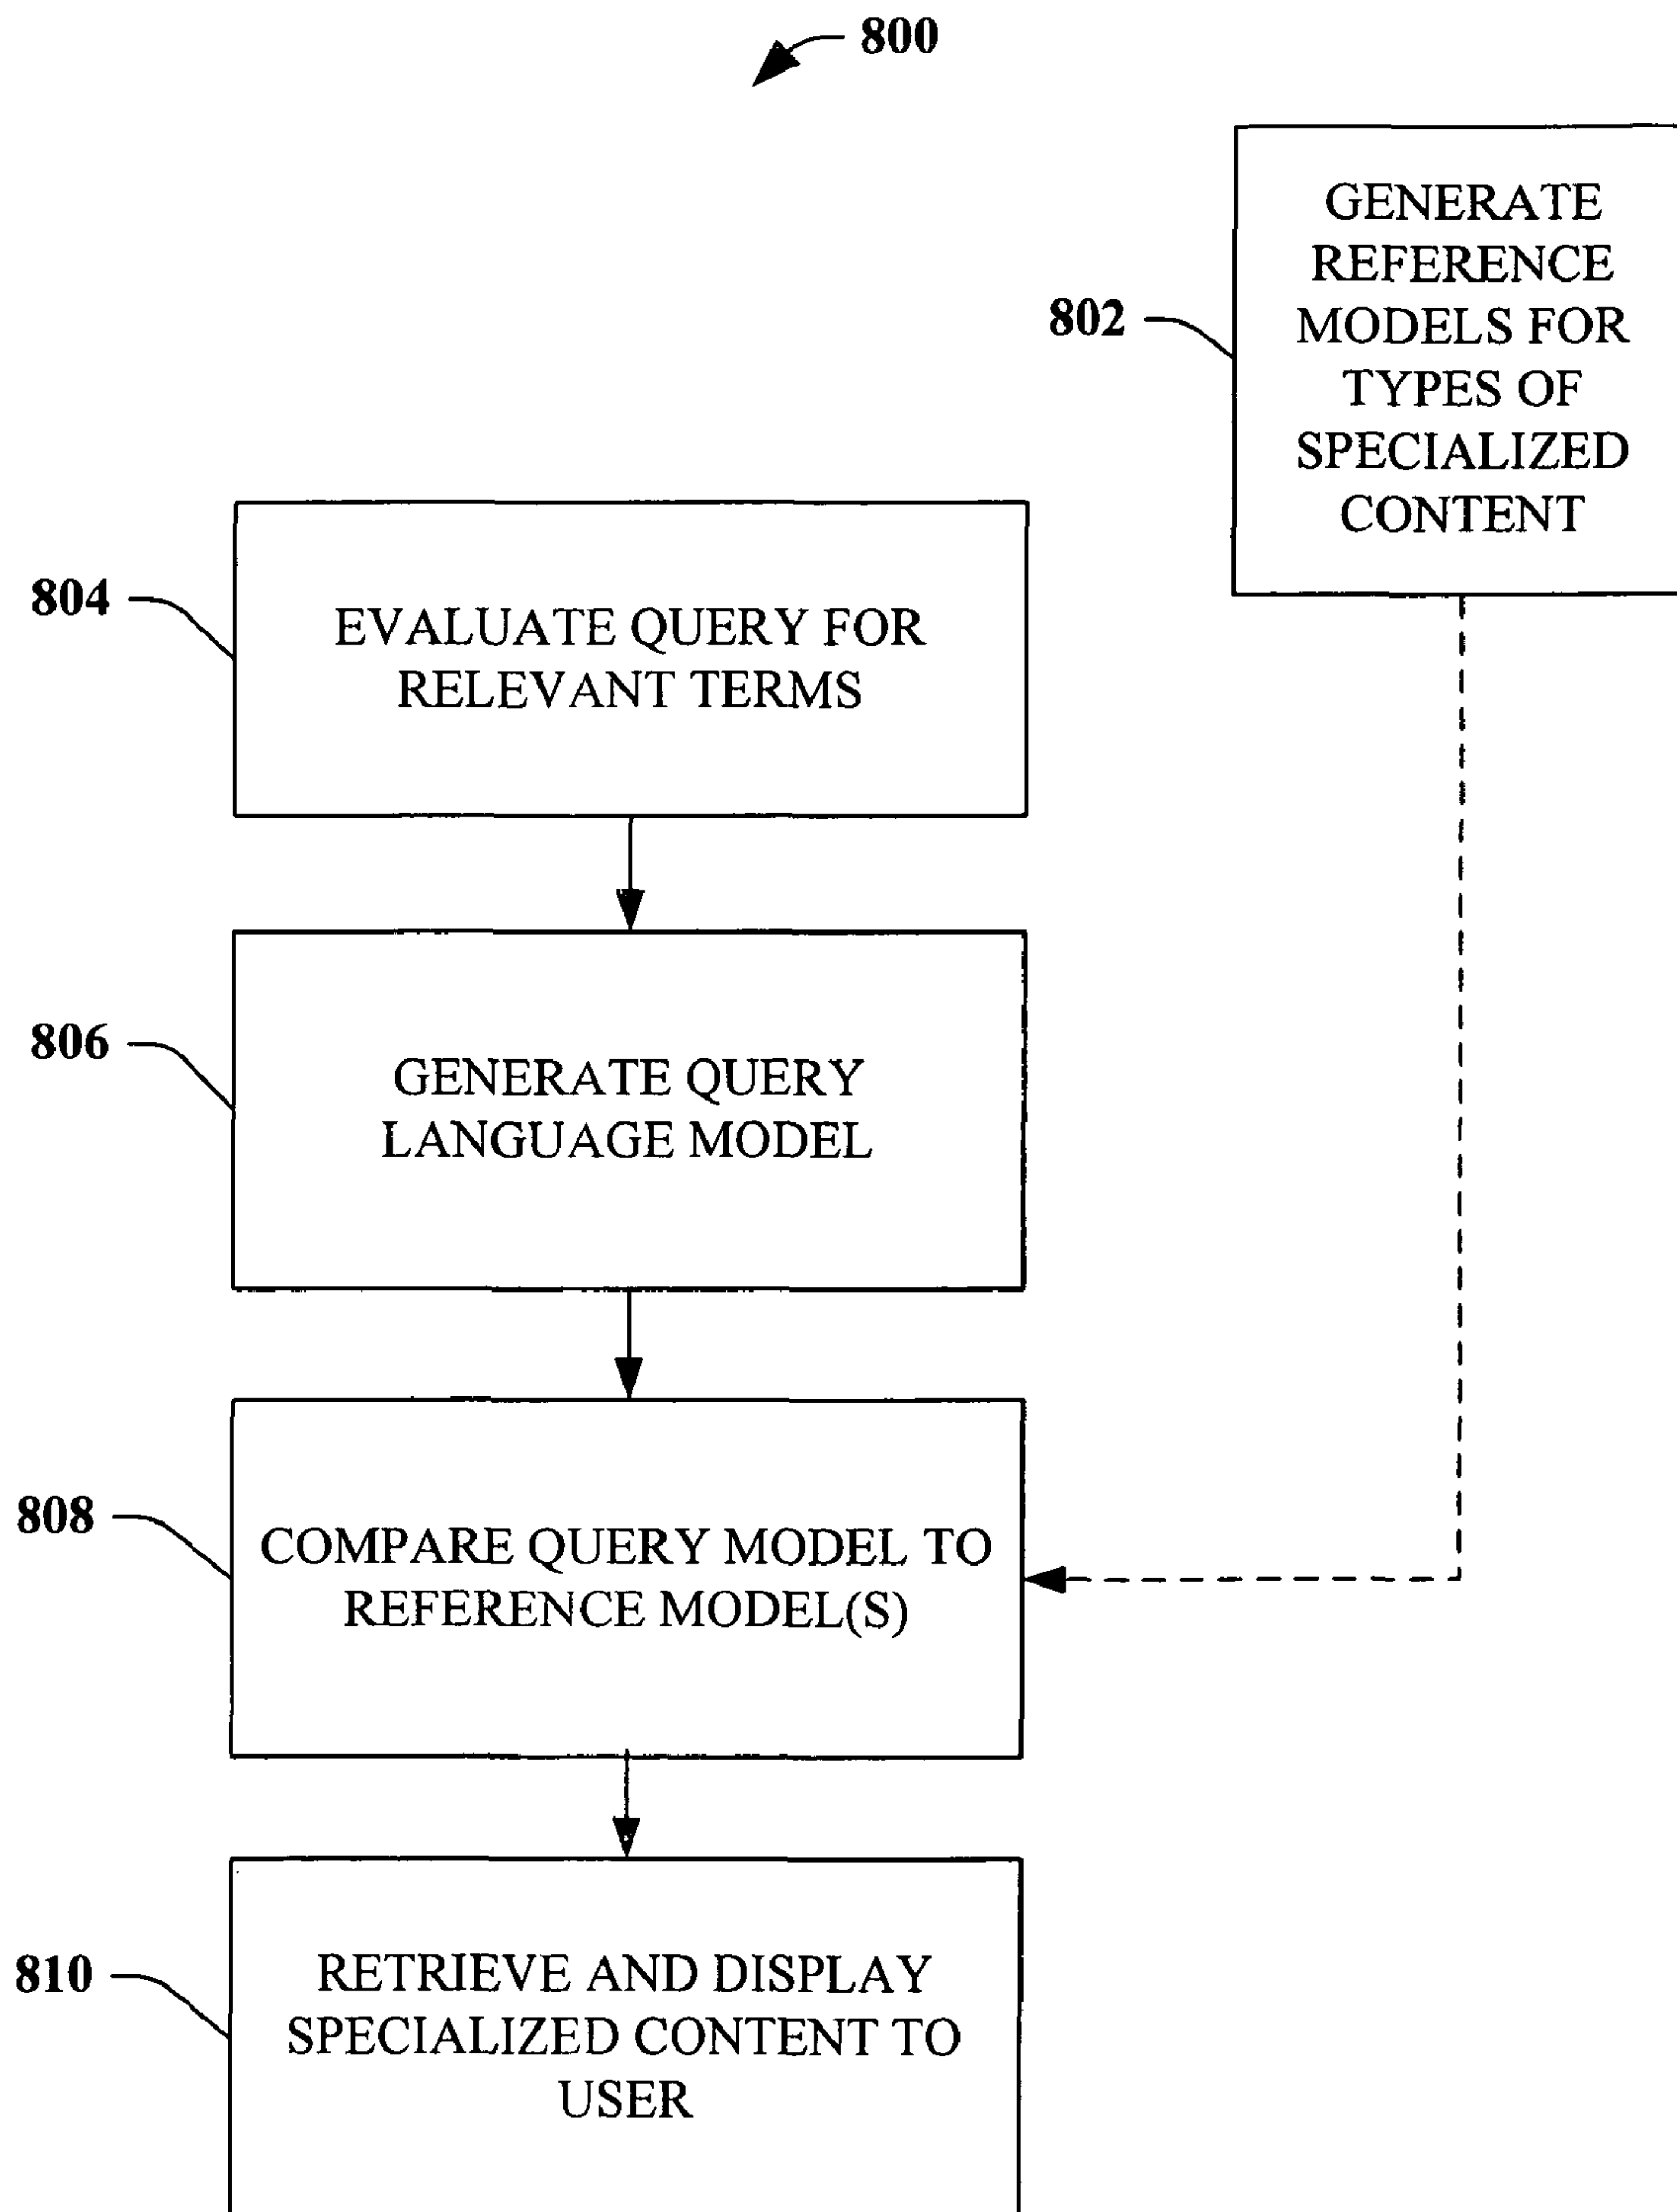 800
802
GENERATE
REFERENCE
MODELS FOR
TYPES OF
SPECIALIZED
CONTENT
804
EVALUATE QUERY FOR
RELEVANT TERMS
806
GENERATE QUERY
LANGUAGE MODEL
808
COMPARE QUERY MODEL TO
REFERENCE MODEL(S)
810
RETRIEVE AND DISPLAY
SPECIALIZED CONTENT TO
USER